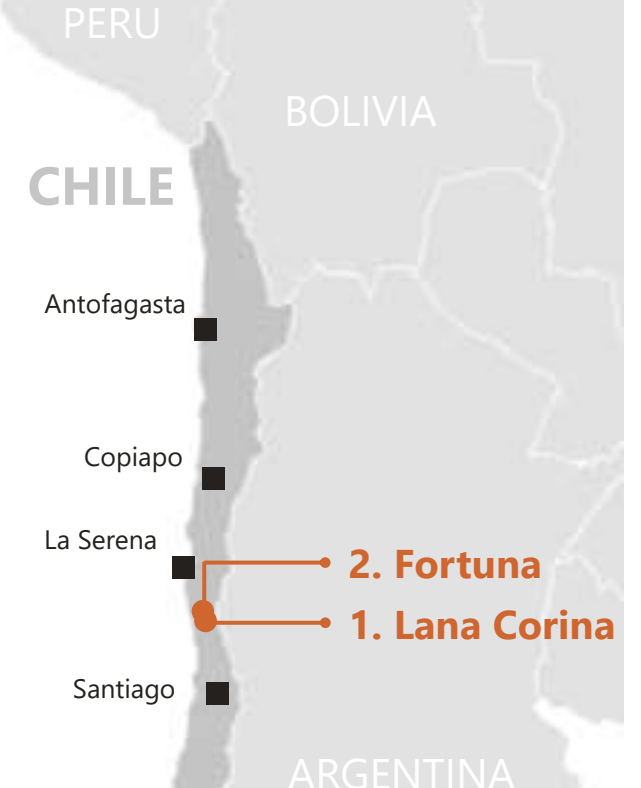 PERU
BOLIVIA
CHILE
Antofagasta
Copiapo
La Serena
2. Fortuna
1. Lana Corina
Santiago
ARGENTINA